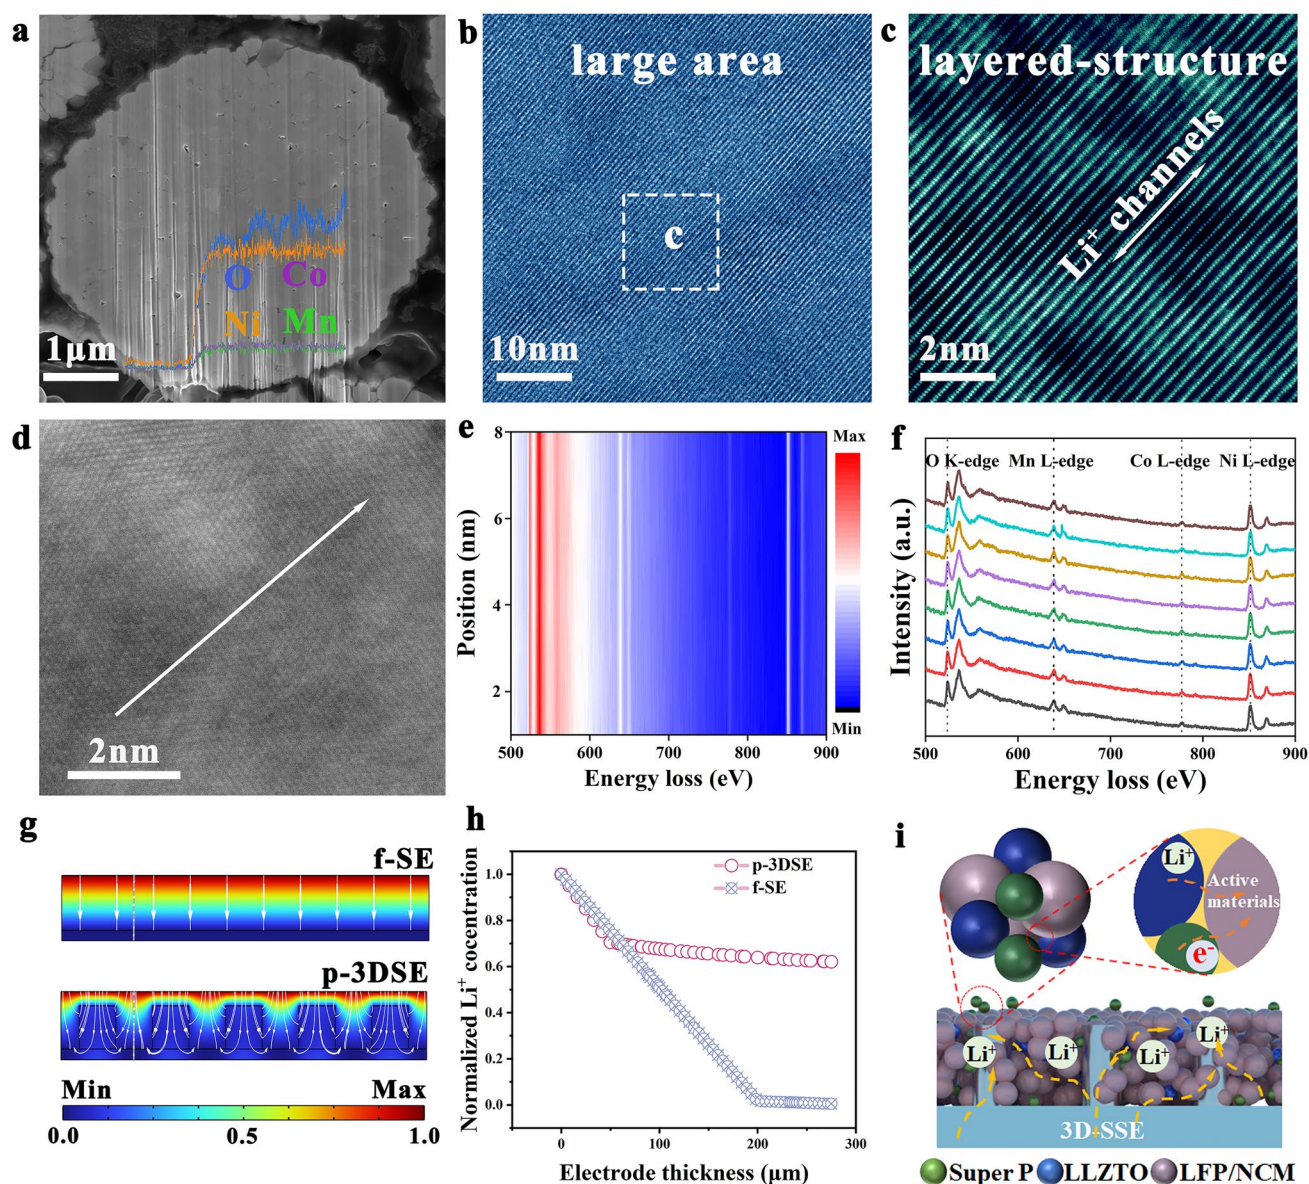 a
O
Co
Ni
Mn
1μm
b
large area
c
10nm
c
layered-structure
Li⁺ channels
2nm
d
2nm
e
Position (nm)
8
6
4
2
500
600
700
800
900
Energy loss (eV)
Max
Min
f
O K-edge
Mn L-edge
Co L-edge
Ni L-edge
Intensity (a.u.)
500
600
700
800
900
Energy loss (eV)
g
f-SE
p-3DSE
Min
Max
0.0
0.5
1.0
h
Normalized Li⁺ cocentration
1.0
0.8
0.6
0.4
0.2
0.0
p-3DSE
f-SE
0
100
200
300
Electrode thickness (μm)
i
Li⁺
Active
materials
e⁻
Li⁺
Li⁺
Li⁺
Li⁺
3D-SSE
Super P
LLZTO
LFP/NCM